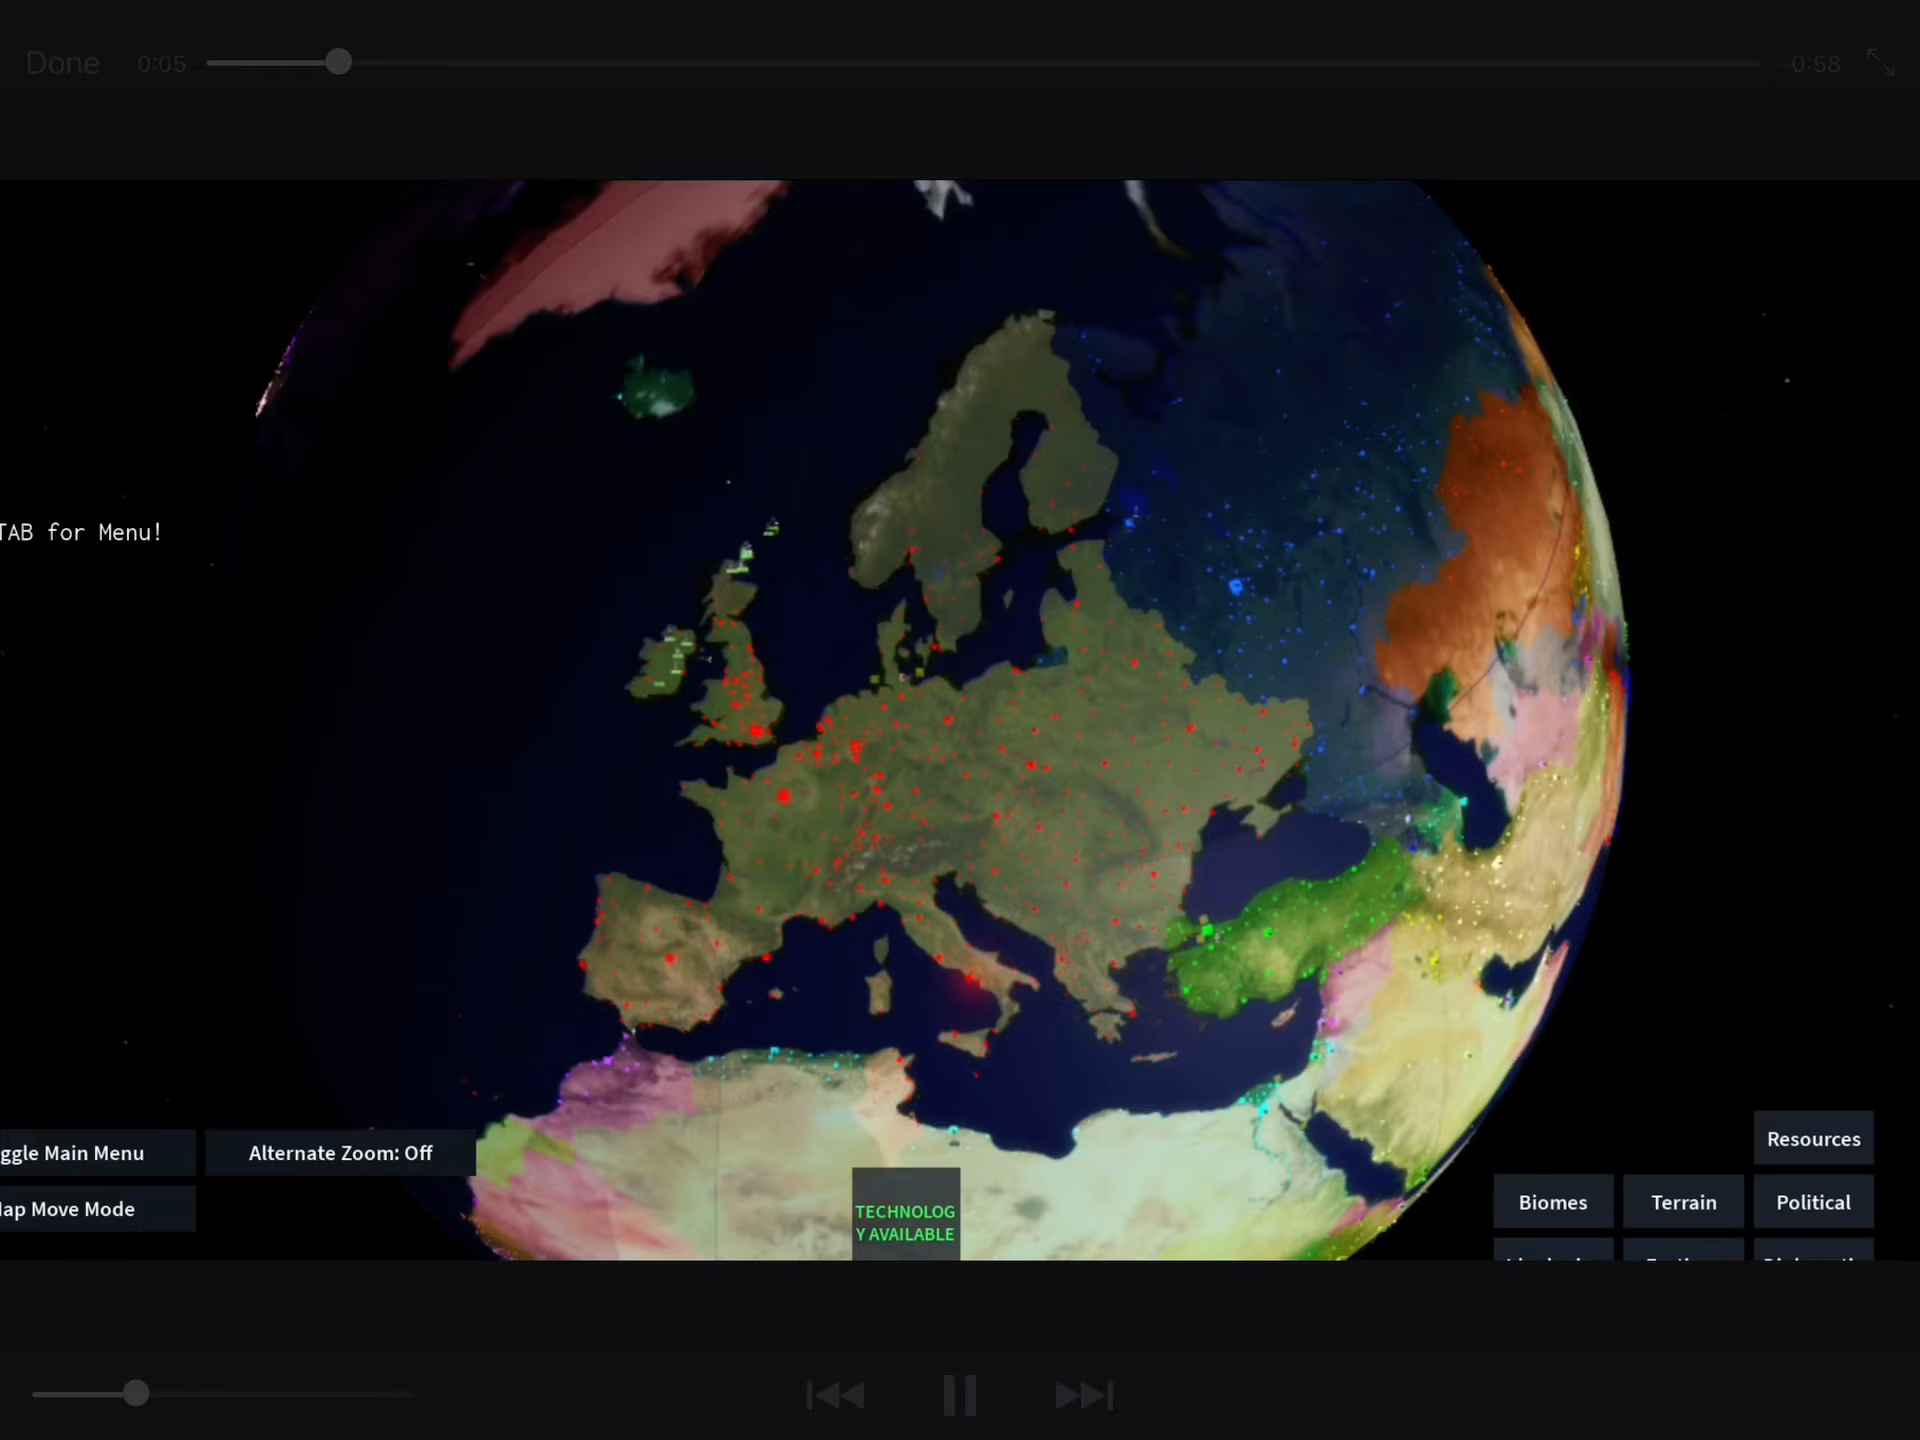 Done 0:05 -0:58
TAB for Menu!
ggle Main Menu
Alternate Zoom: Off
Map Move Mode
TECHNOLOG
Y AVAILABLE
Resources
Biomes
Terrain
Political